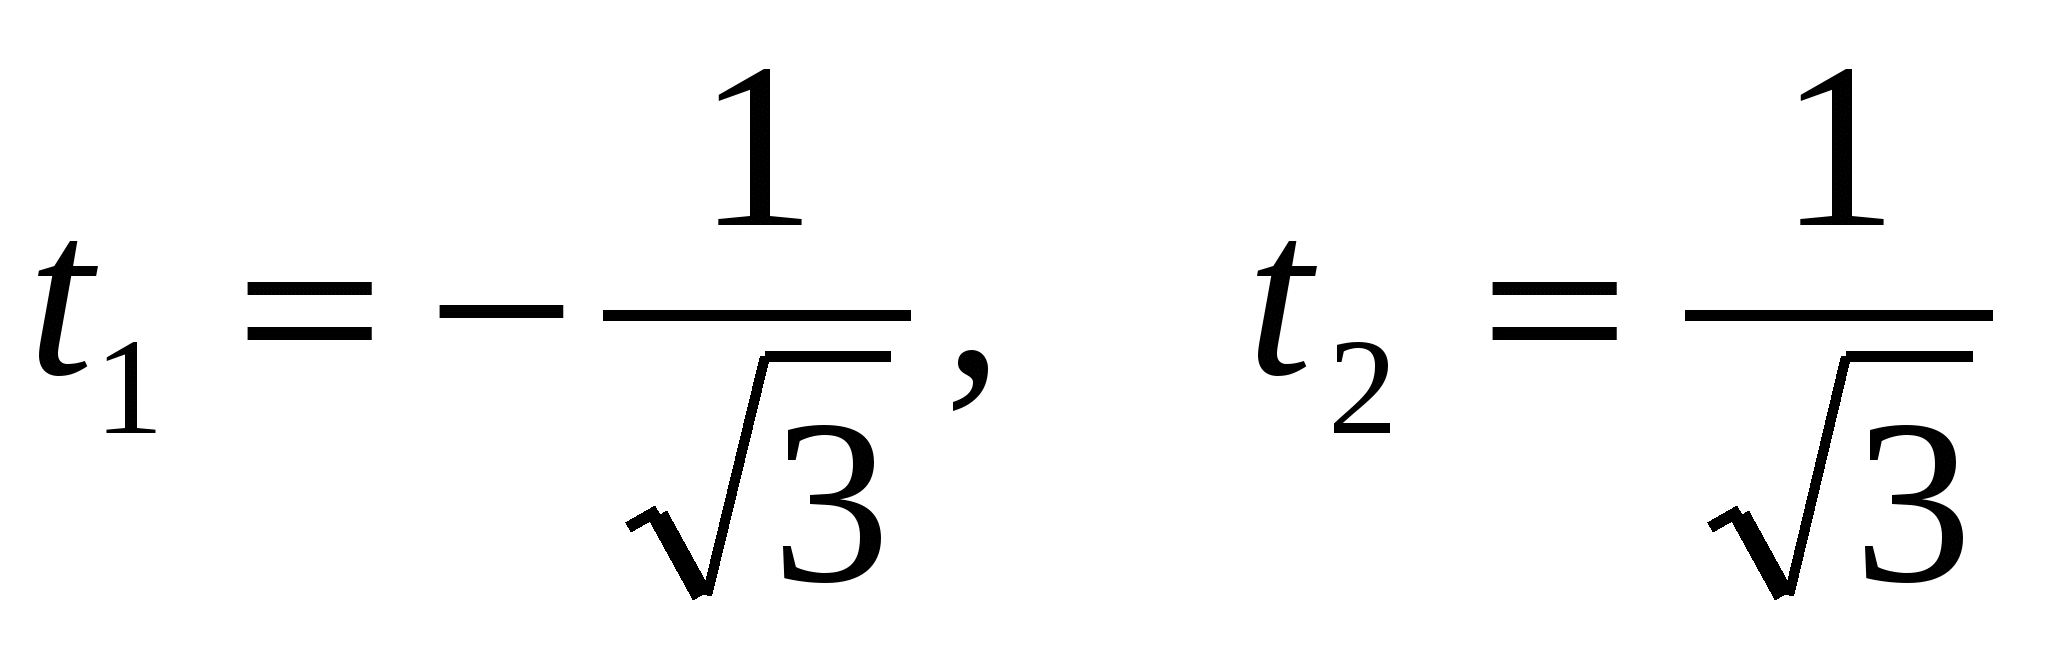 t₁ = −1/√3, t₂ = 1/√3